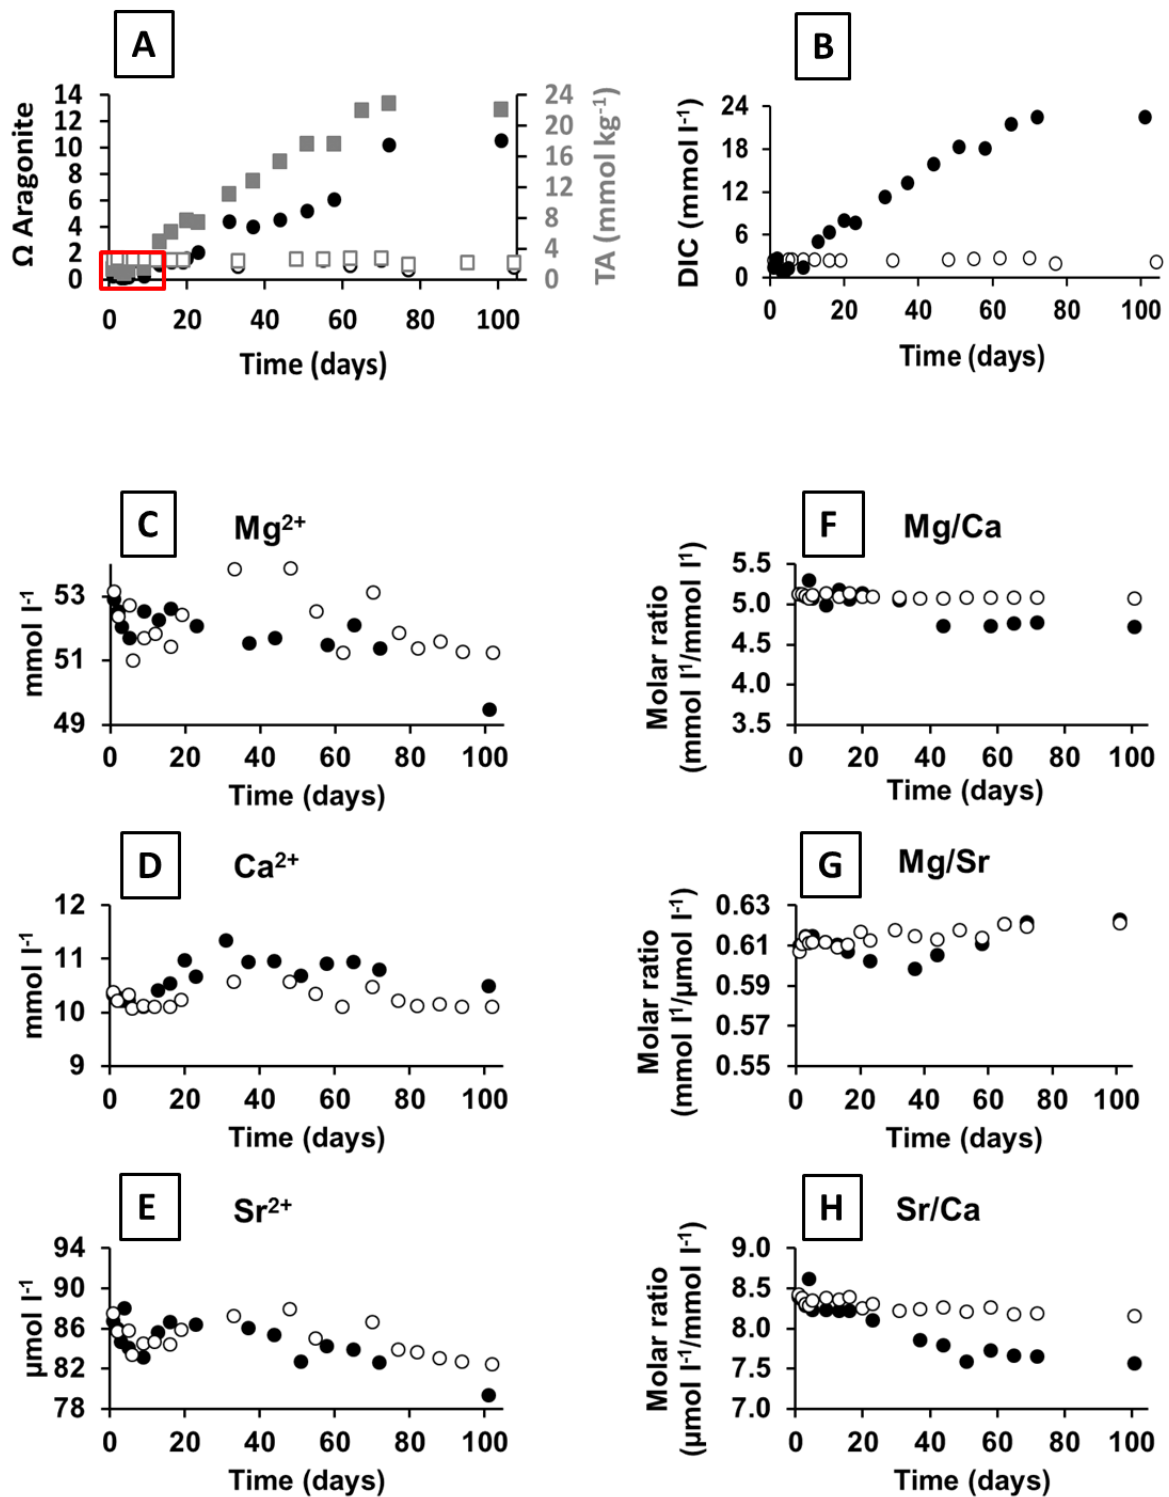 A
Ω Aragonite
14
12
10
8
6
4
2
0
24
20
16
12
8
4
0
TA (mmol kg-1)
0 20 40 60 80 100
Time (days)
B
DIC (mmol l-1)
24
18
12
6
0
0 20 40 60 80 100
Time (days)
C
Mg2+
mmol l-1
53
51
49
0 20 40 60 80 100
Time (days)
F
Mg/Ca
Molar ratio
(mmol l1/mmol l1)
5.5
5.0
4.5
4.0
3.5
0 20 40 60 80 100
Time (days)
D
Ca2+
mmol l-1
12
11
10
9
0 20 40 60 80 100
Time (days)
G
Mg/Sr
Molar ratio
(mmol l1/μmol l-1)
0.63
0.61
0.59
0.57
0.55
0 20 40 60 80 100
Time (days)
E
Sr2+
μmol l-1
94
90
86
82
78
0 20 40 60 80 100
Time (days)
H
Sr/Ca
Molar ratio
(μmol l-1/mmol l-1)
9.0
8.5
8.0
7.5
7.0
0 20 40 60 80 100
Time (days)